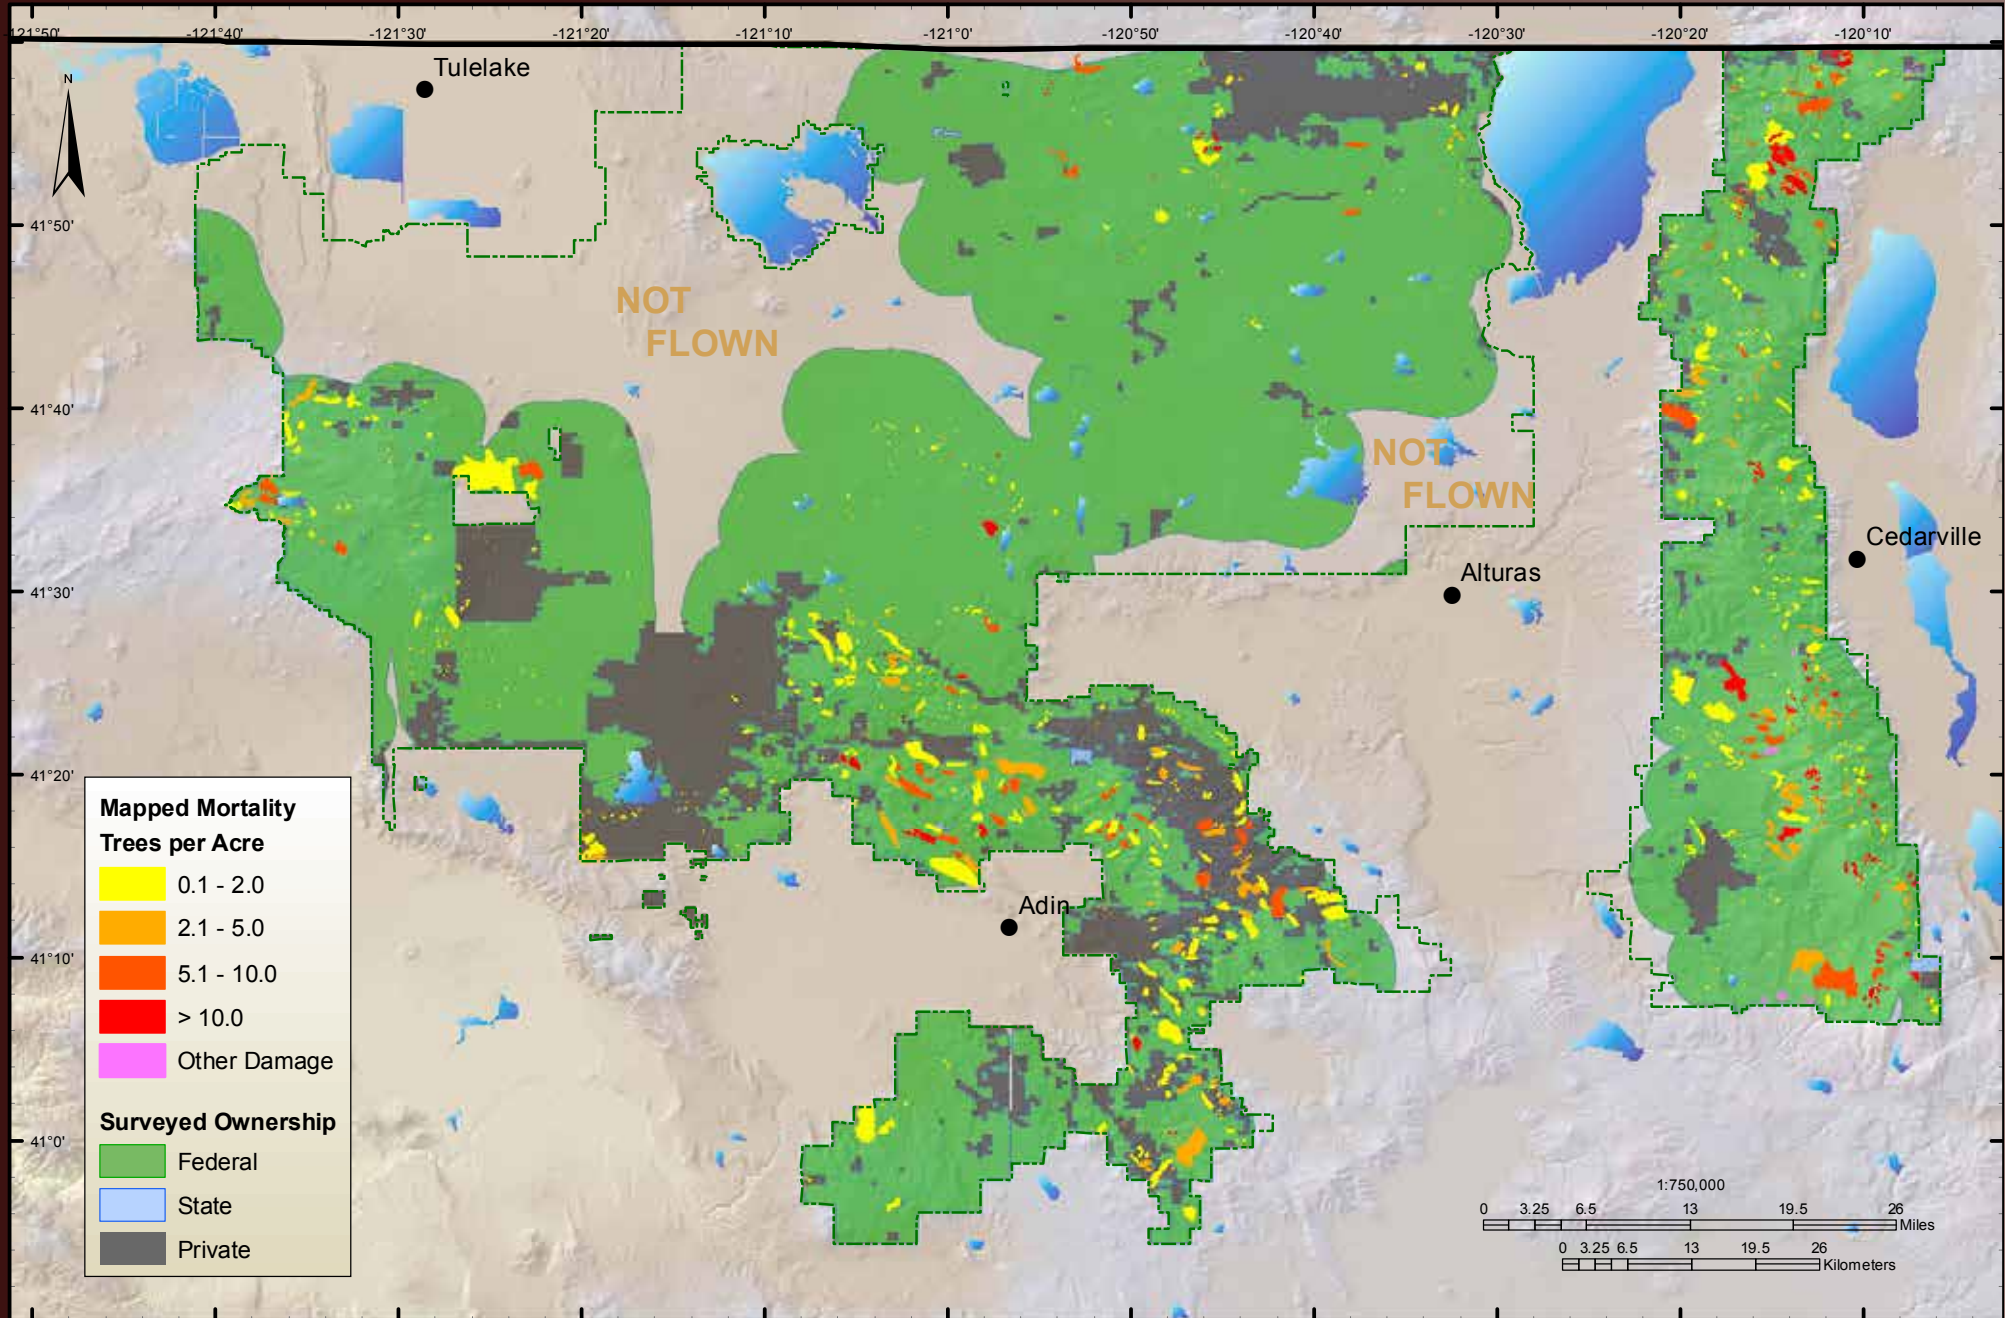 -121°50'
-121°40'
-121°30'
-121°20'
-121°10'
-121°0'
-120°50'
-120°40'
-120°30'
-120°20'
-120°10'
N
Tulelake
41°50'
NOT
FLOWN
41°40'
NOT
FLOWN
Cedarville
Alturas
41°30'
41°20'
Mapped Mortality
Trees per Acre
0.1 - 2.0
2.1 - 5.0
5.1 - 10.0
> 10.0
Other Damage
Surveyed Ownership
Federal
State
Private
Adin
41°10'
41°0'
1:750,000
0 3.25 6.5 13 19.5 26
Miles
0 3.25 6.5 13 19.5 26
Kilometers